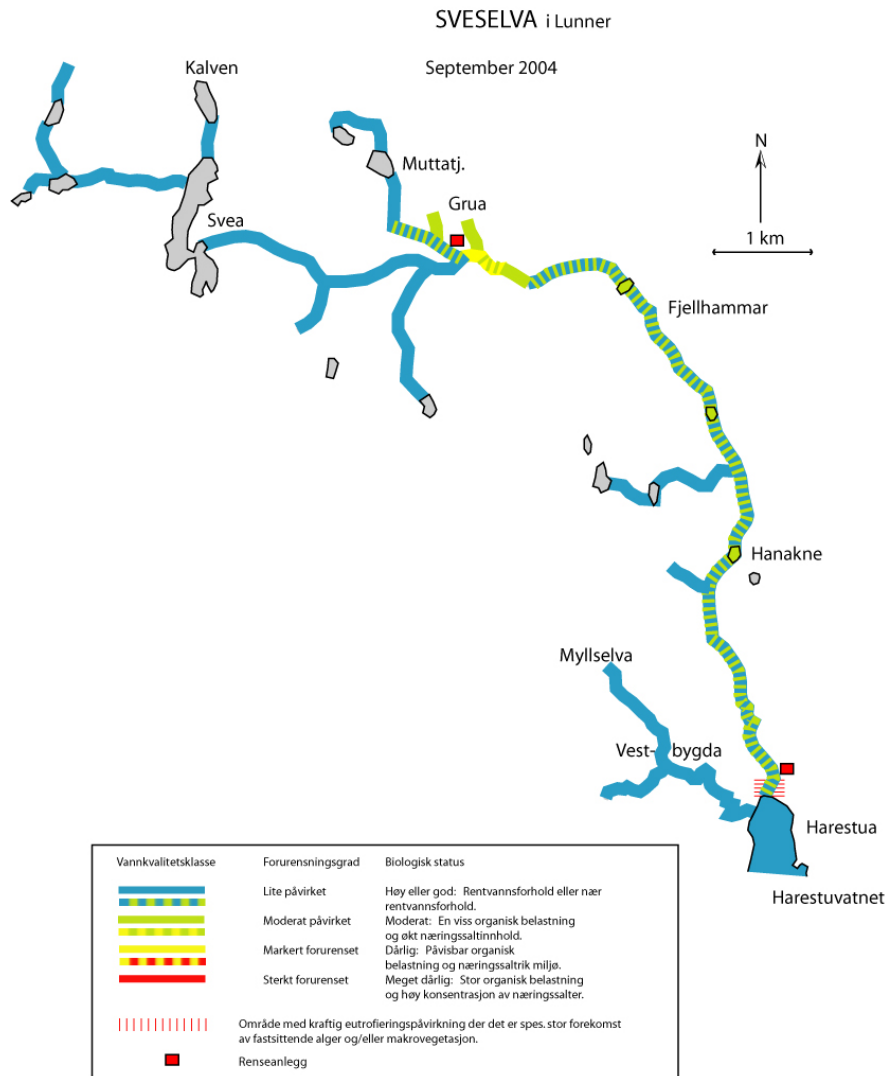 SVESELVA i Lunner
September 2004
Kalven
Muttatj.
Grua
N
Svea
1 km
Fjellhammar
Hanakne
Myllselva
Vest-bygda
Harestua
Harestuvatnet
Vannkvalitetsklasse Forurensningsgrad Biologisk status
Lite påvirket Høy eller god: Rentvannsforhold eller nær
rentvannsforhold.
Moderat påvirket Moderat: En viss organisk belastning
og økt næringssaltinnhold.
Markert forurenset Dårlig: Påvisbar organisk
belastning og næringssaltrik miljø.
Sterkt forurenset Meget dårlig: Stor organisk belastning
og høy konsentrasjon av næringssalter.
Område med kraftig eutrofieringspåvirkning der det er spes. stor forekomst
av fastsittende alger og/eller makrovegetasjon.
Renseanlegg